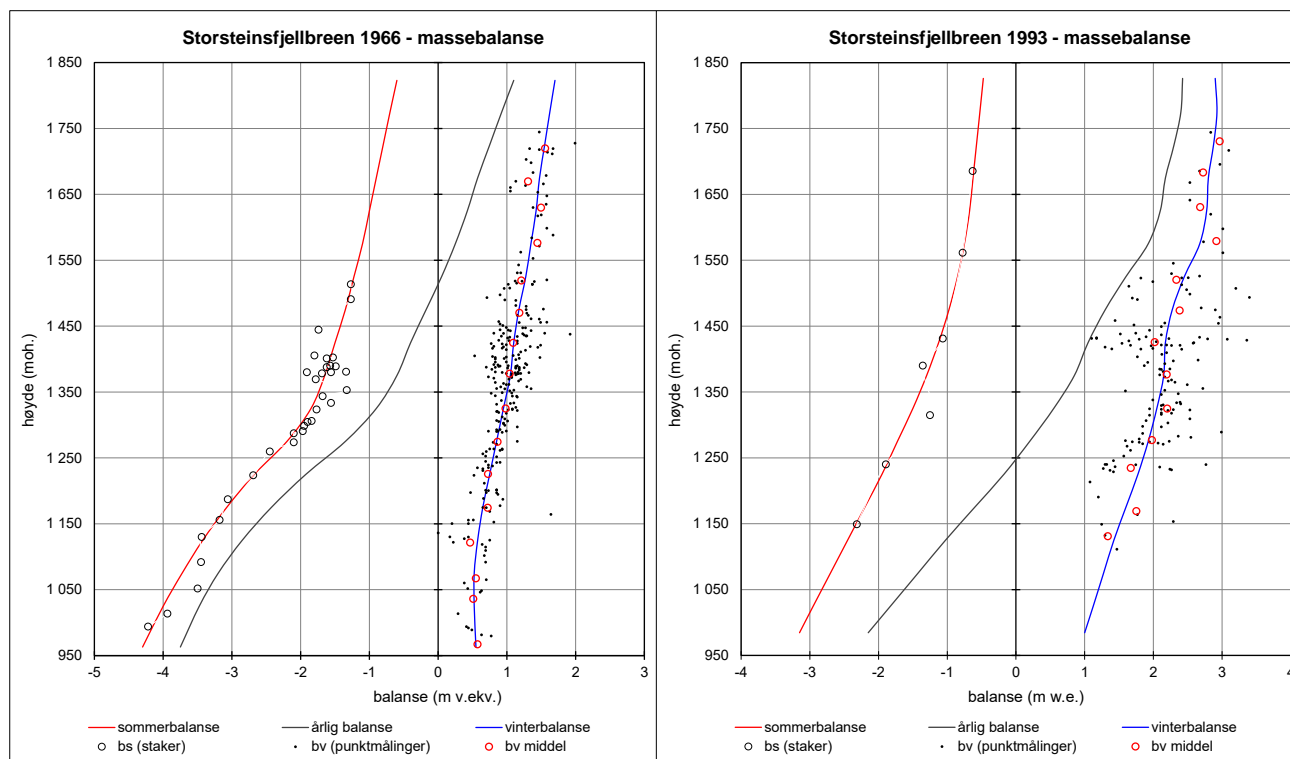 Storsteinsfjellbreen 1966 - massebalanse
1 850
1 750
1 650
1 550
1 450
1 350
1 250
1 150
1 050
950
høyde (moh.)
-5 -4 -3 -2 -1 0 1 2 3
balanse (m v.ekv.)
sommerbalanse årlig balanse vinterbalanse
bs (staker) bv (punktmålinger) bv middel
Storsteinsfjellbreen 1993 - massebalanse
1 850
1 750
1 650
1 550
1 450
1 350
1 250
1 150
1 050
950
høyde (moh.)
-4 -3 -2 -1 0 1 2 3 4
balanse (m w.e.)
sommerbalanse årlig balanse vinterbalanse
bs (staker) bv (punktmålinger) bv middel